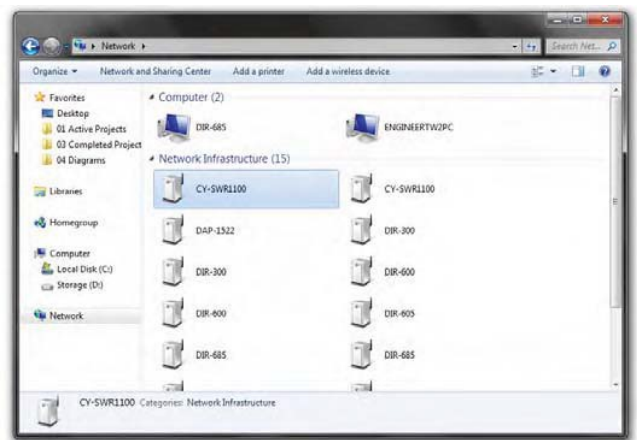 Network
Search Net...
Organize
Network and Sharing Center
Add a printer
Add a wireless device
Favorites
Desktop
01 Active Projects
03 Completed Project
04 Diagrams
Libraries
Homegroup
Computer
Local Disk (C:)
Storage (D:)
Network
Computer (2)
DIR-685 ENGINEERTW2PC
Network Infrastructure (15)
CY-SWR1100 CY-SWR1100
DAP-1522 DIR-300
DIR-300 DIR-600
DIR-600 DIR-605
DIR-685 DIR-685
CY-SWR1100 Categories: Network Infrastructure